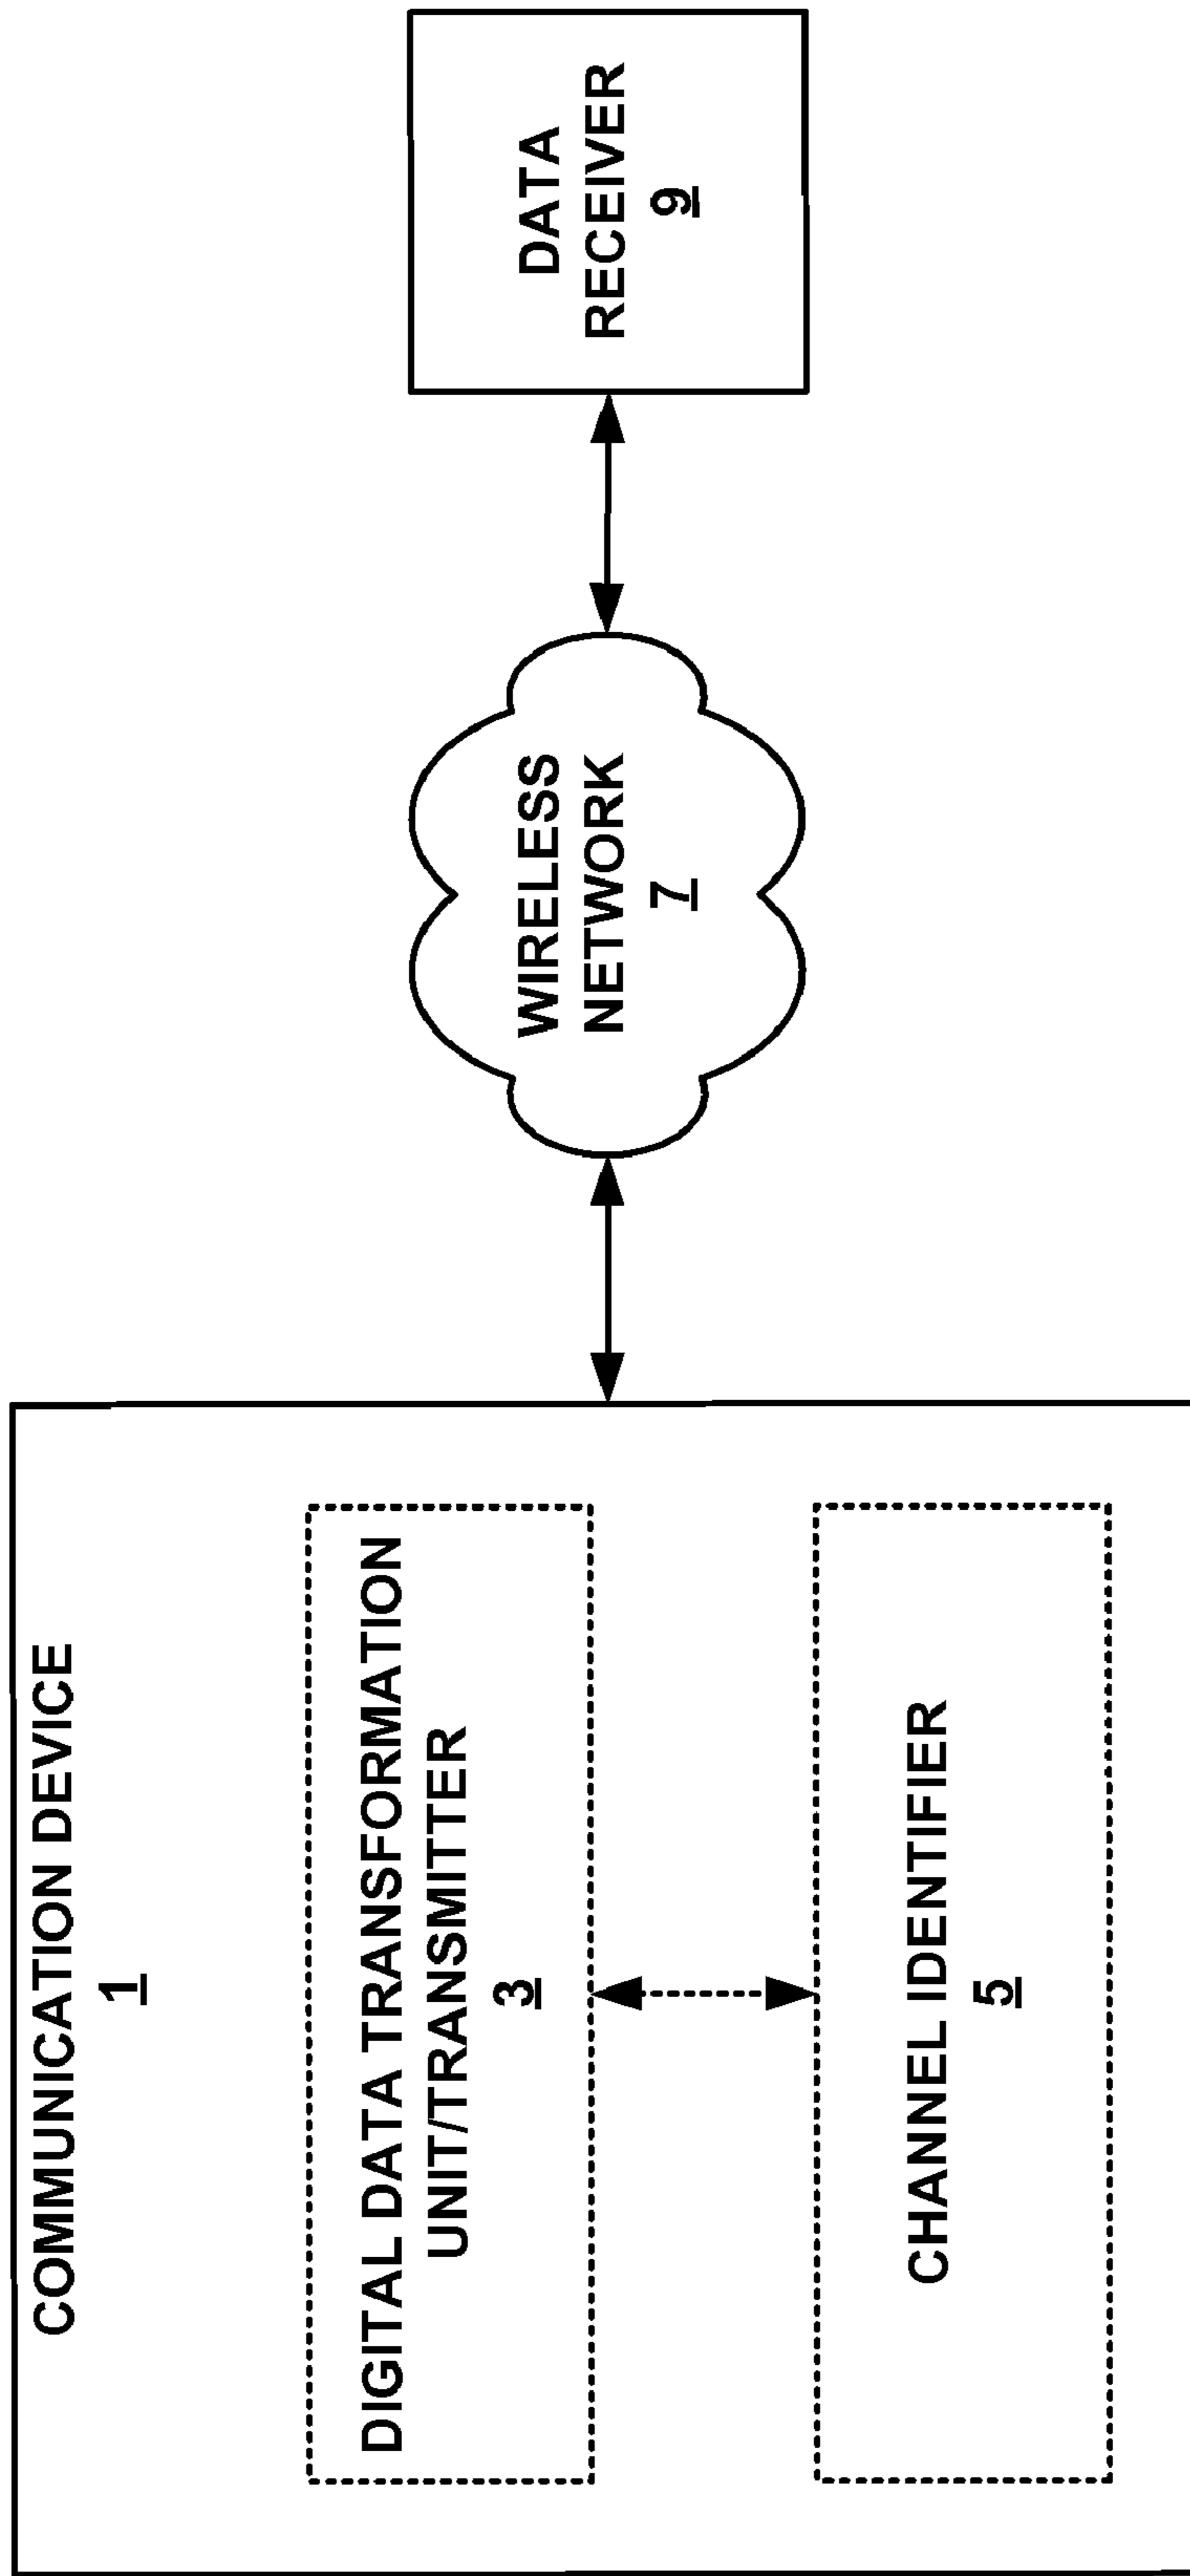 COMMUNICATION DEVICE
1
DIGITAL DATA TRANSFORMATION
UNIT/TRANSMITTER
3
CHANNEL IDENTIFIER
5
WIRELESS
NETWORK
7
DATA
RECEIVER
9